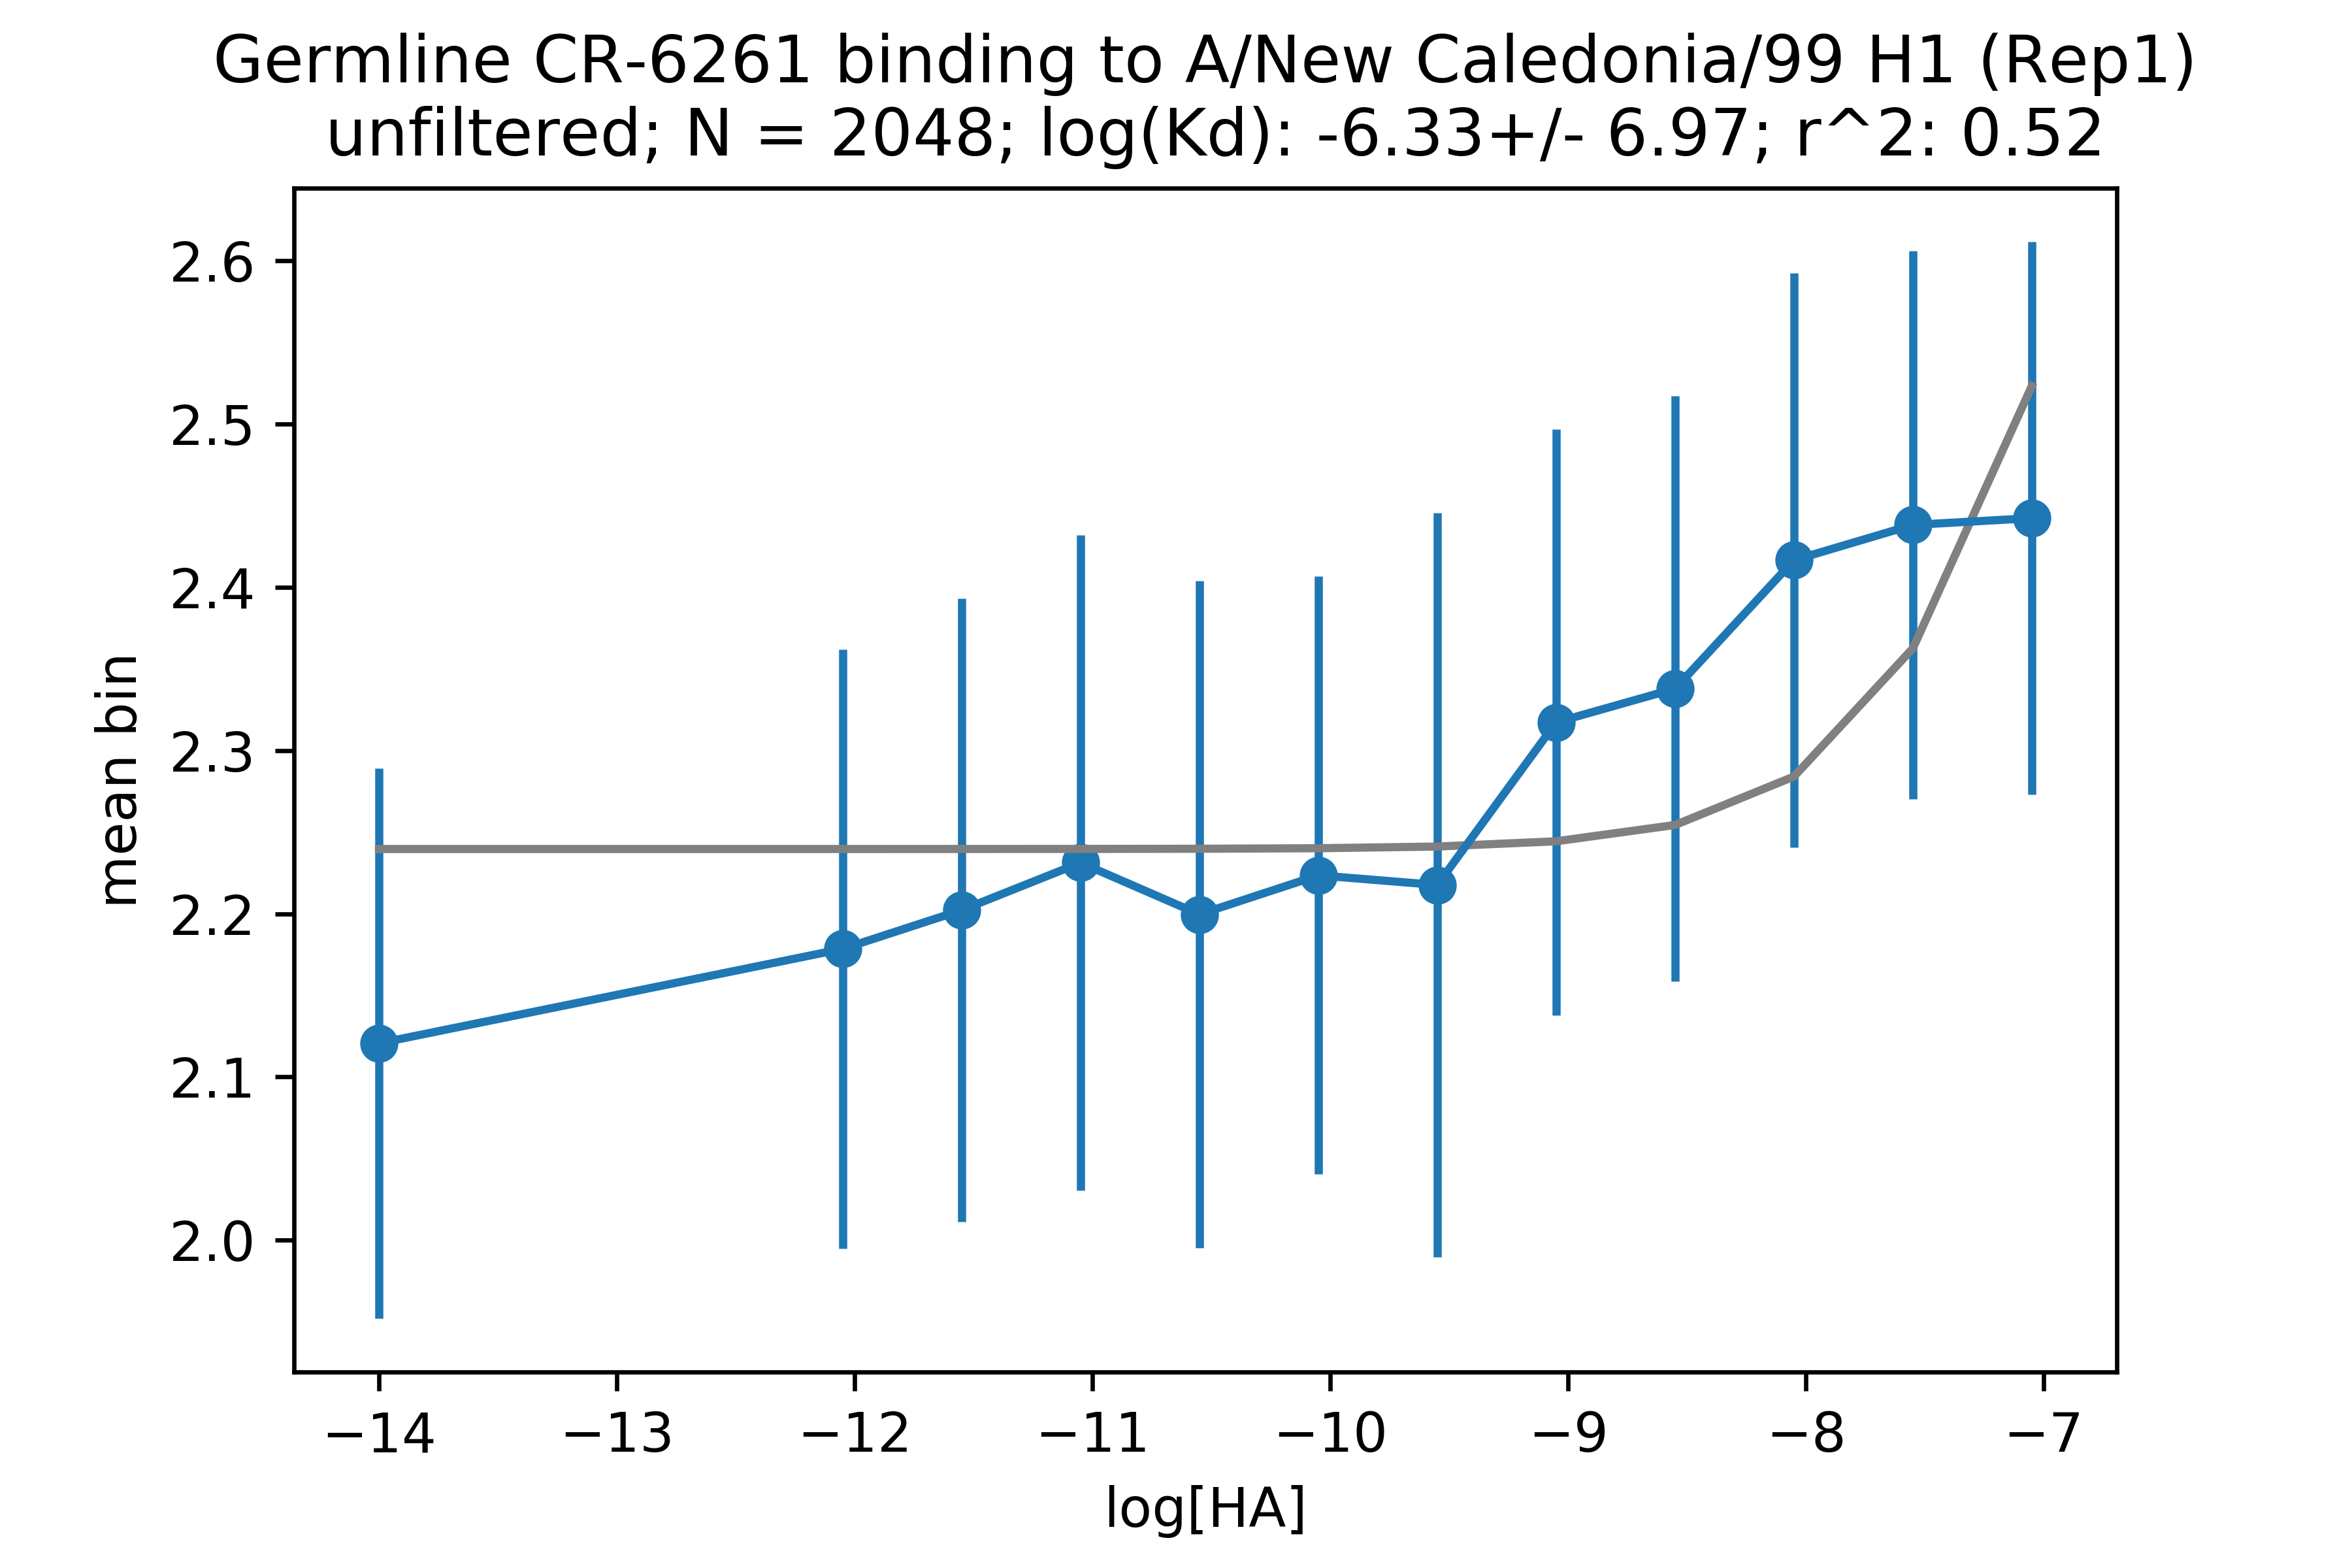 Germline CR-6261 binding to A/New Caledonia/99 H1 (Rep1)
unfiltered; N = 2048; log(Kd): -6.33+/- 6.97; r^2: 0.52
2.6
2.5
2.4
2.3
2.2
2.1
2.0
mean bin
−14 −13 −12 −11 −10 −9 −8 −7
log[HA]